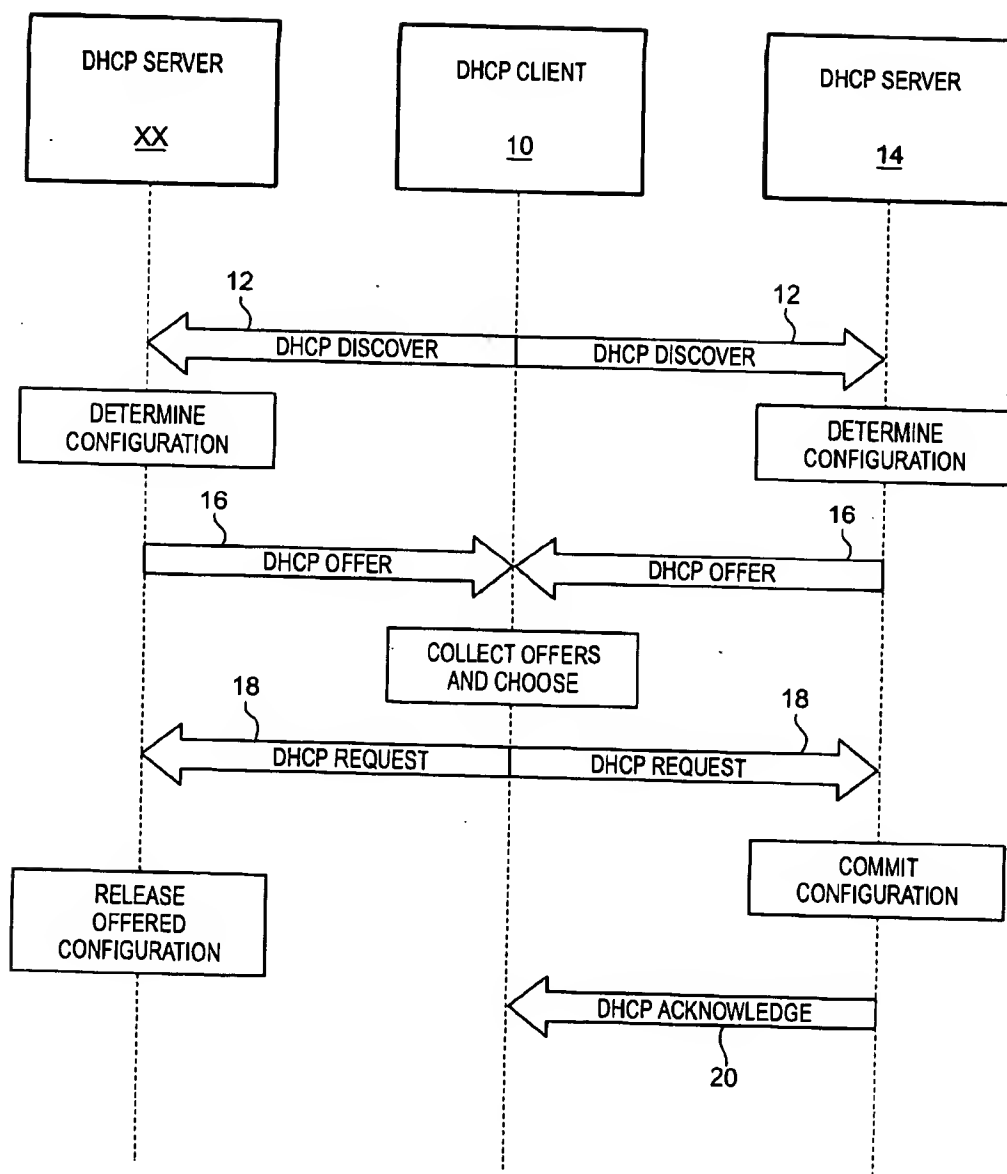 DHCP SERVER
XX
DHCP CLIENT
10
DHCP SERVER
14
12
12
DHCP DISCOVER
DHCP DISCOVER
DETERMINE
CONFIGURATION
DETERMINE
CONFIGURATION
16
16
DHCP OFFER
DHCP OFFER
COLLECT OFFERS
AND CHOOSE
18
18
DHCP REQUEST
DHCP REQUEST
RELEASE
OFFERED
CONFIGURATION
COMMIT
CONFIGURATION
DHCP ACKNOWLEDGE
20